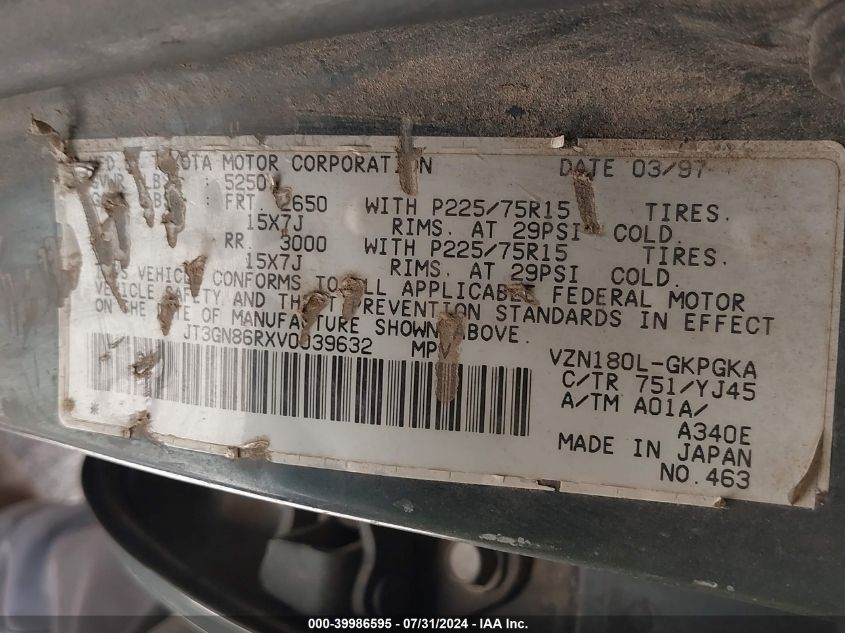 MOTOR CORPORATION DATE 03/97
GVWR 5250
FRT 2650 WITH P225/75R15 TIRES.
15X7J RIMS. AT 29PSI COLD.
RR. 3000 WITH P225/75R15 TIRES.
15X7J RIMS. AT 29PSI COLD.
VEHICLE CONFORMS TO ALL APPLICABLE FEDERAL MOTOR
VEHICLE SAFETY AND THEFT PREVENTION STANDARDS IN EFFECT
ON THE DATE OF MANUFACTURE SHOWN ABOVE.
JT3GN86RXV0039632 MPV VZN180L-GKPGKA
C/TR 751/YJ45
* A/TM A01A/
A340E
MADE IN JAPAN
NO.463
000-39986595 - 07/31/2024 - IAA Inc.